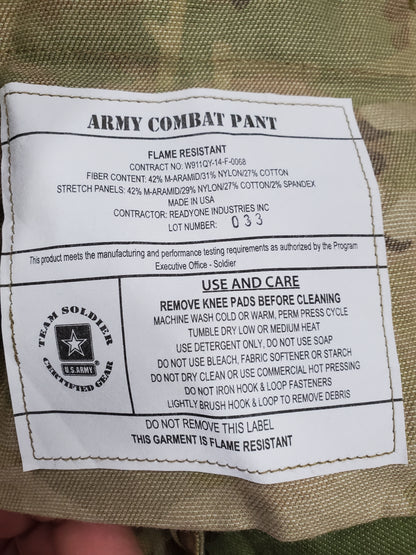 ARMY COMBAT PANT
FLAME RESISTANT
CONTRACT NO: W911QY-14-F-0068
FIBER CONTENT: 42% M-ARAMID/31% NYLON/27% COTTON
STRETCH PANELS: 42% M-ARAMID/29% NYLON/27% COTTON/2% SPANDEX
MADE IN USA
CONTRACTOR: READYONE INDUSTRIES INC
LOT NUMBER: 033
This product meets the manufacturing and performance testing requirements as authorized by the Program
Executive Office - Soldier
TEAM SOLDIER
U.S.ARMY
CERTIFIED GEAR
USE AND CARE
REMOVE KNEE PADS BEFORE CLEANING
MACHINE WASH COLD OR WARM, PERM PRESS CYCLE
TUMBLE DRY LOW OR MEDIUM HEAT
USE DETERGENT ONLY, DO NOT USE SOAP
DO NOT USE BLEACH, FABRIC SOFTENER OR STARCH
DO NOT DRY CLEAN OR USE COMMERCIAL HOT PRESSING
DO NOT IRON HOOK & LOOP FASTENERS
LIGHTLY BRUSH HOOK & LOOP TO REMOVE DEBRIS
DO NOT REMOVE THIS LABEL
THIS GARMENT IS FLAME RESISTANT